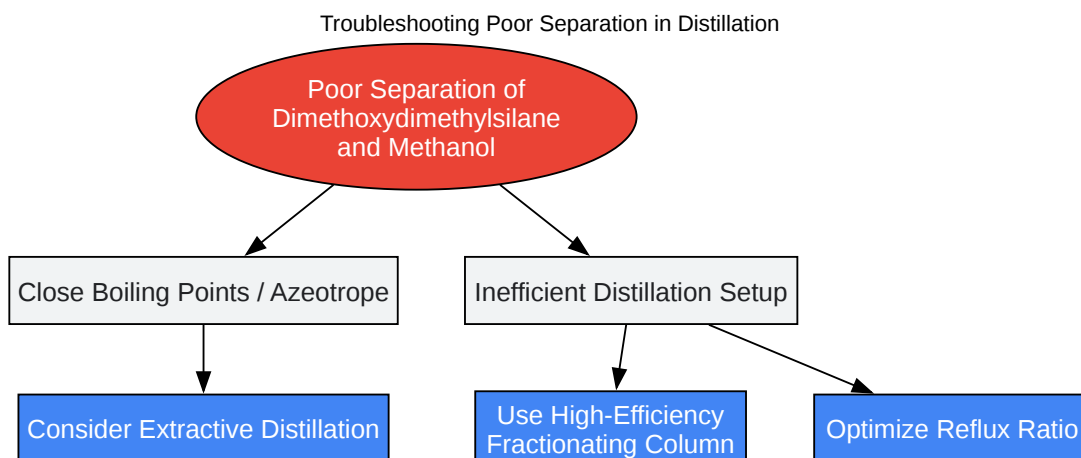 Troubleshooting Poor Separation in Distillation
Poor Separation of
Dimethoxydimethylsilane
and Methanol
Close Boiling Points / Azeotrope
Inefficient Distillation Setup
Consider Extractive Distillation
Use High-Efficiency
Fractionating Column
Optimize Reflux Ratio